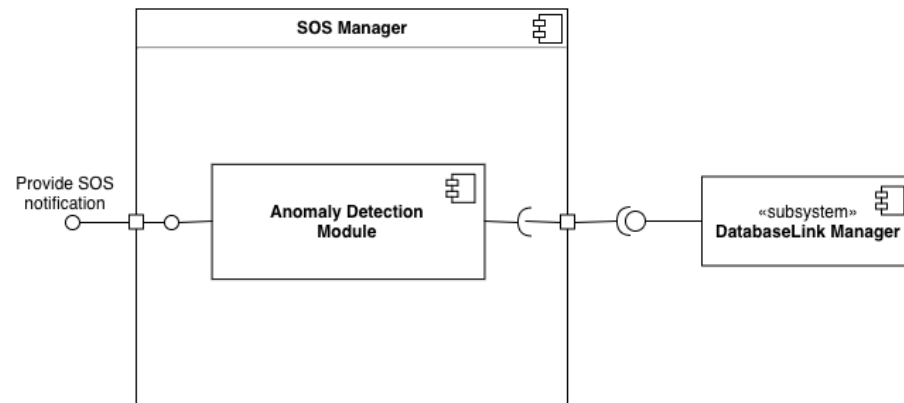 SOS Manager
Provide SOS
notification
Anomaly Detection
Module
«subsystem»
DatabaseLink Manager